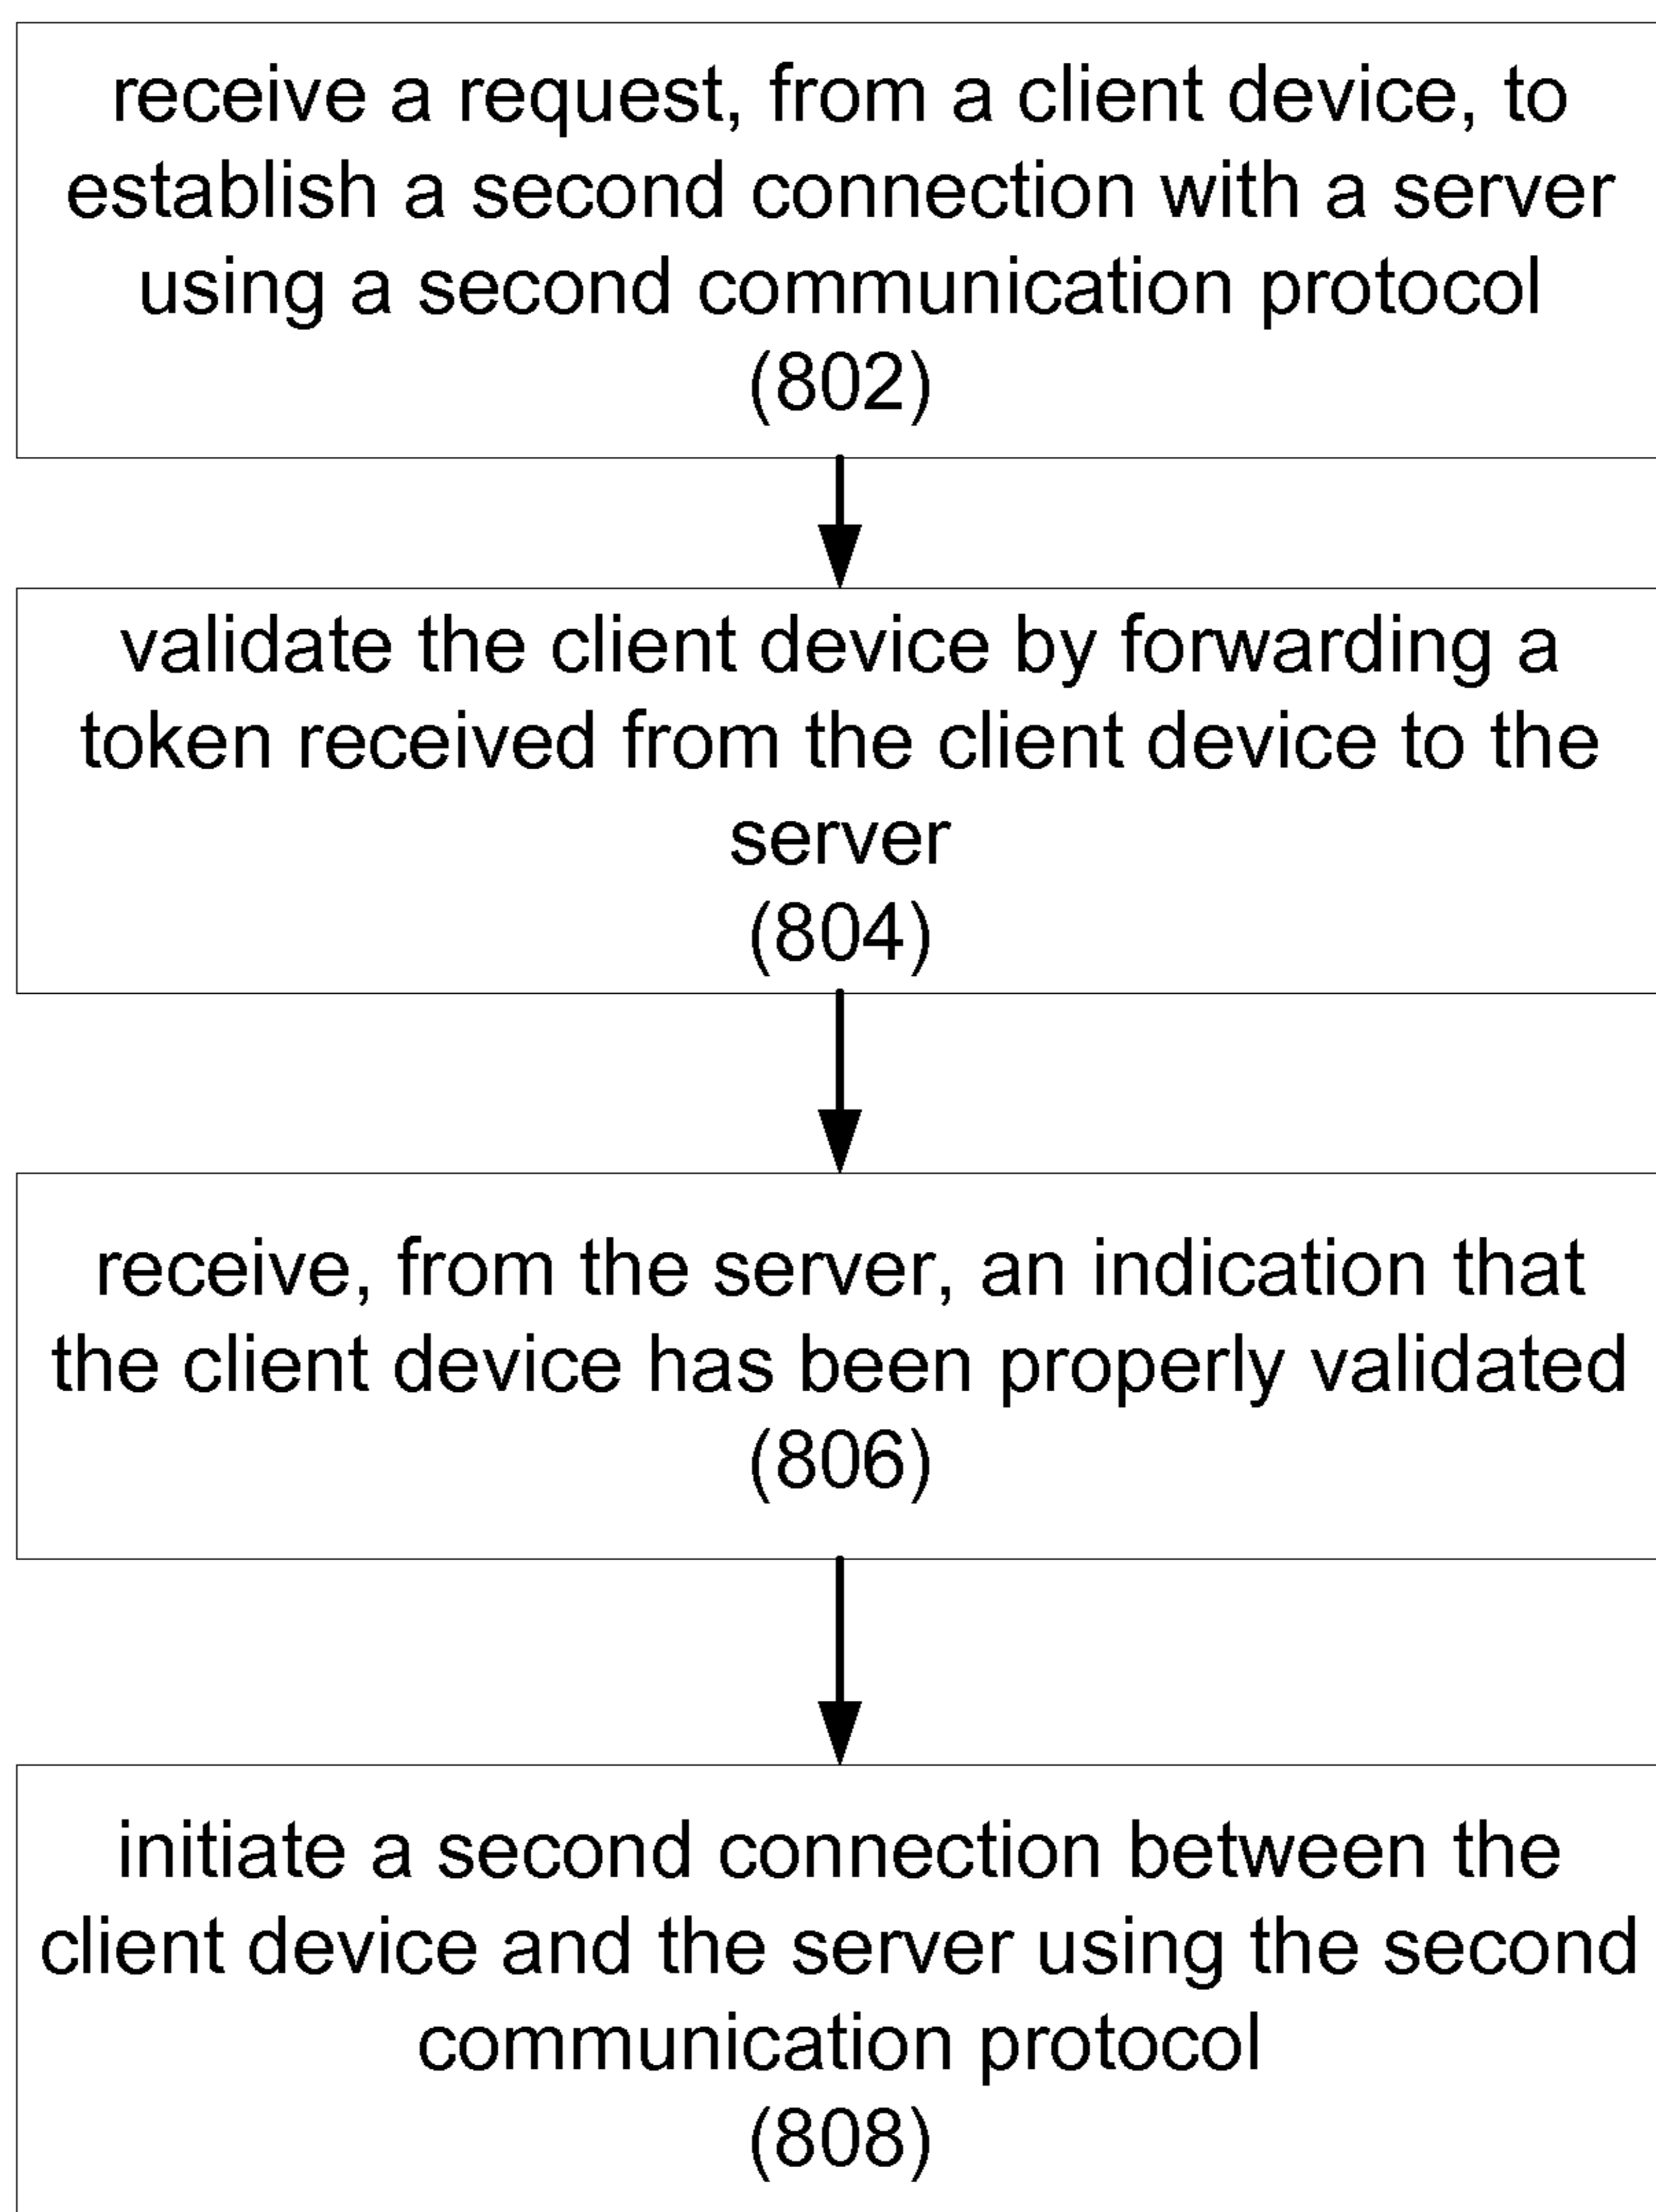 receive a request, from a client device, to
establish a second connection with a server
using a second communication protocol
(802)
validate the client device by forwarding a
token received from the client device to the
server
(804)
receive, from the server, an indication that
the client device has been properly validated
(806)
initiate a second connection between the
client device and the server using the second
communication protocol
(808)